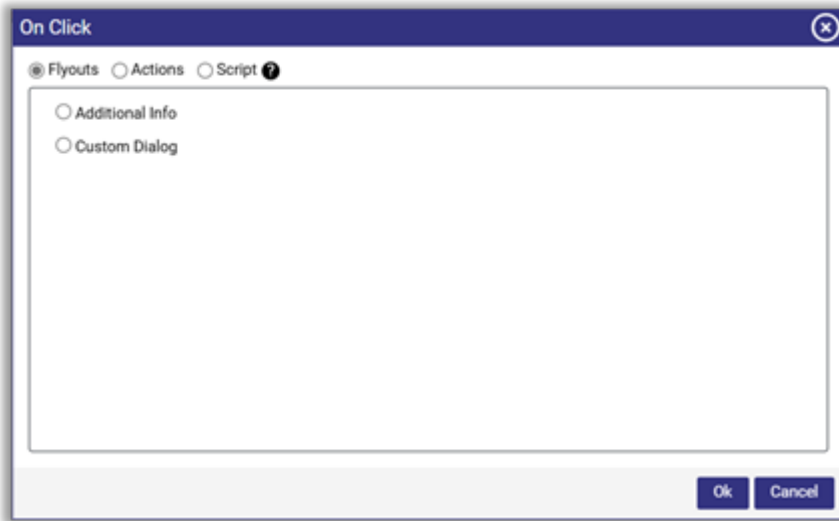 On Click
Flyouts Actions Script ?
Additional Info
Custom Dialog
Ok Cancel